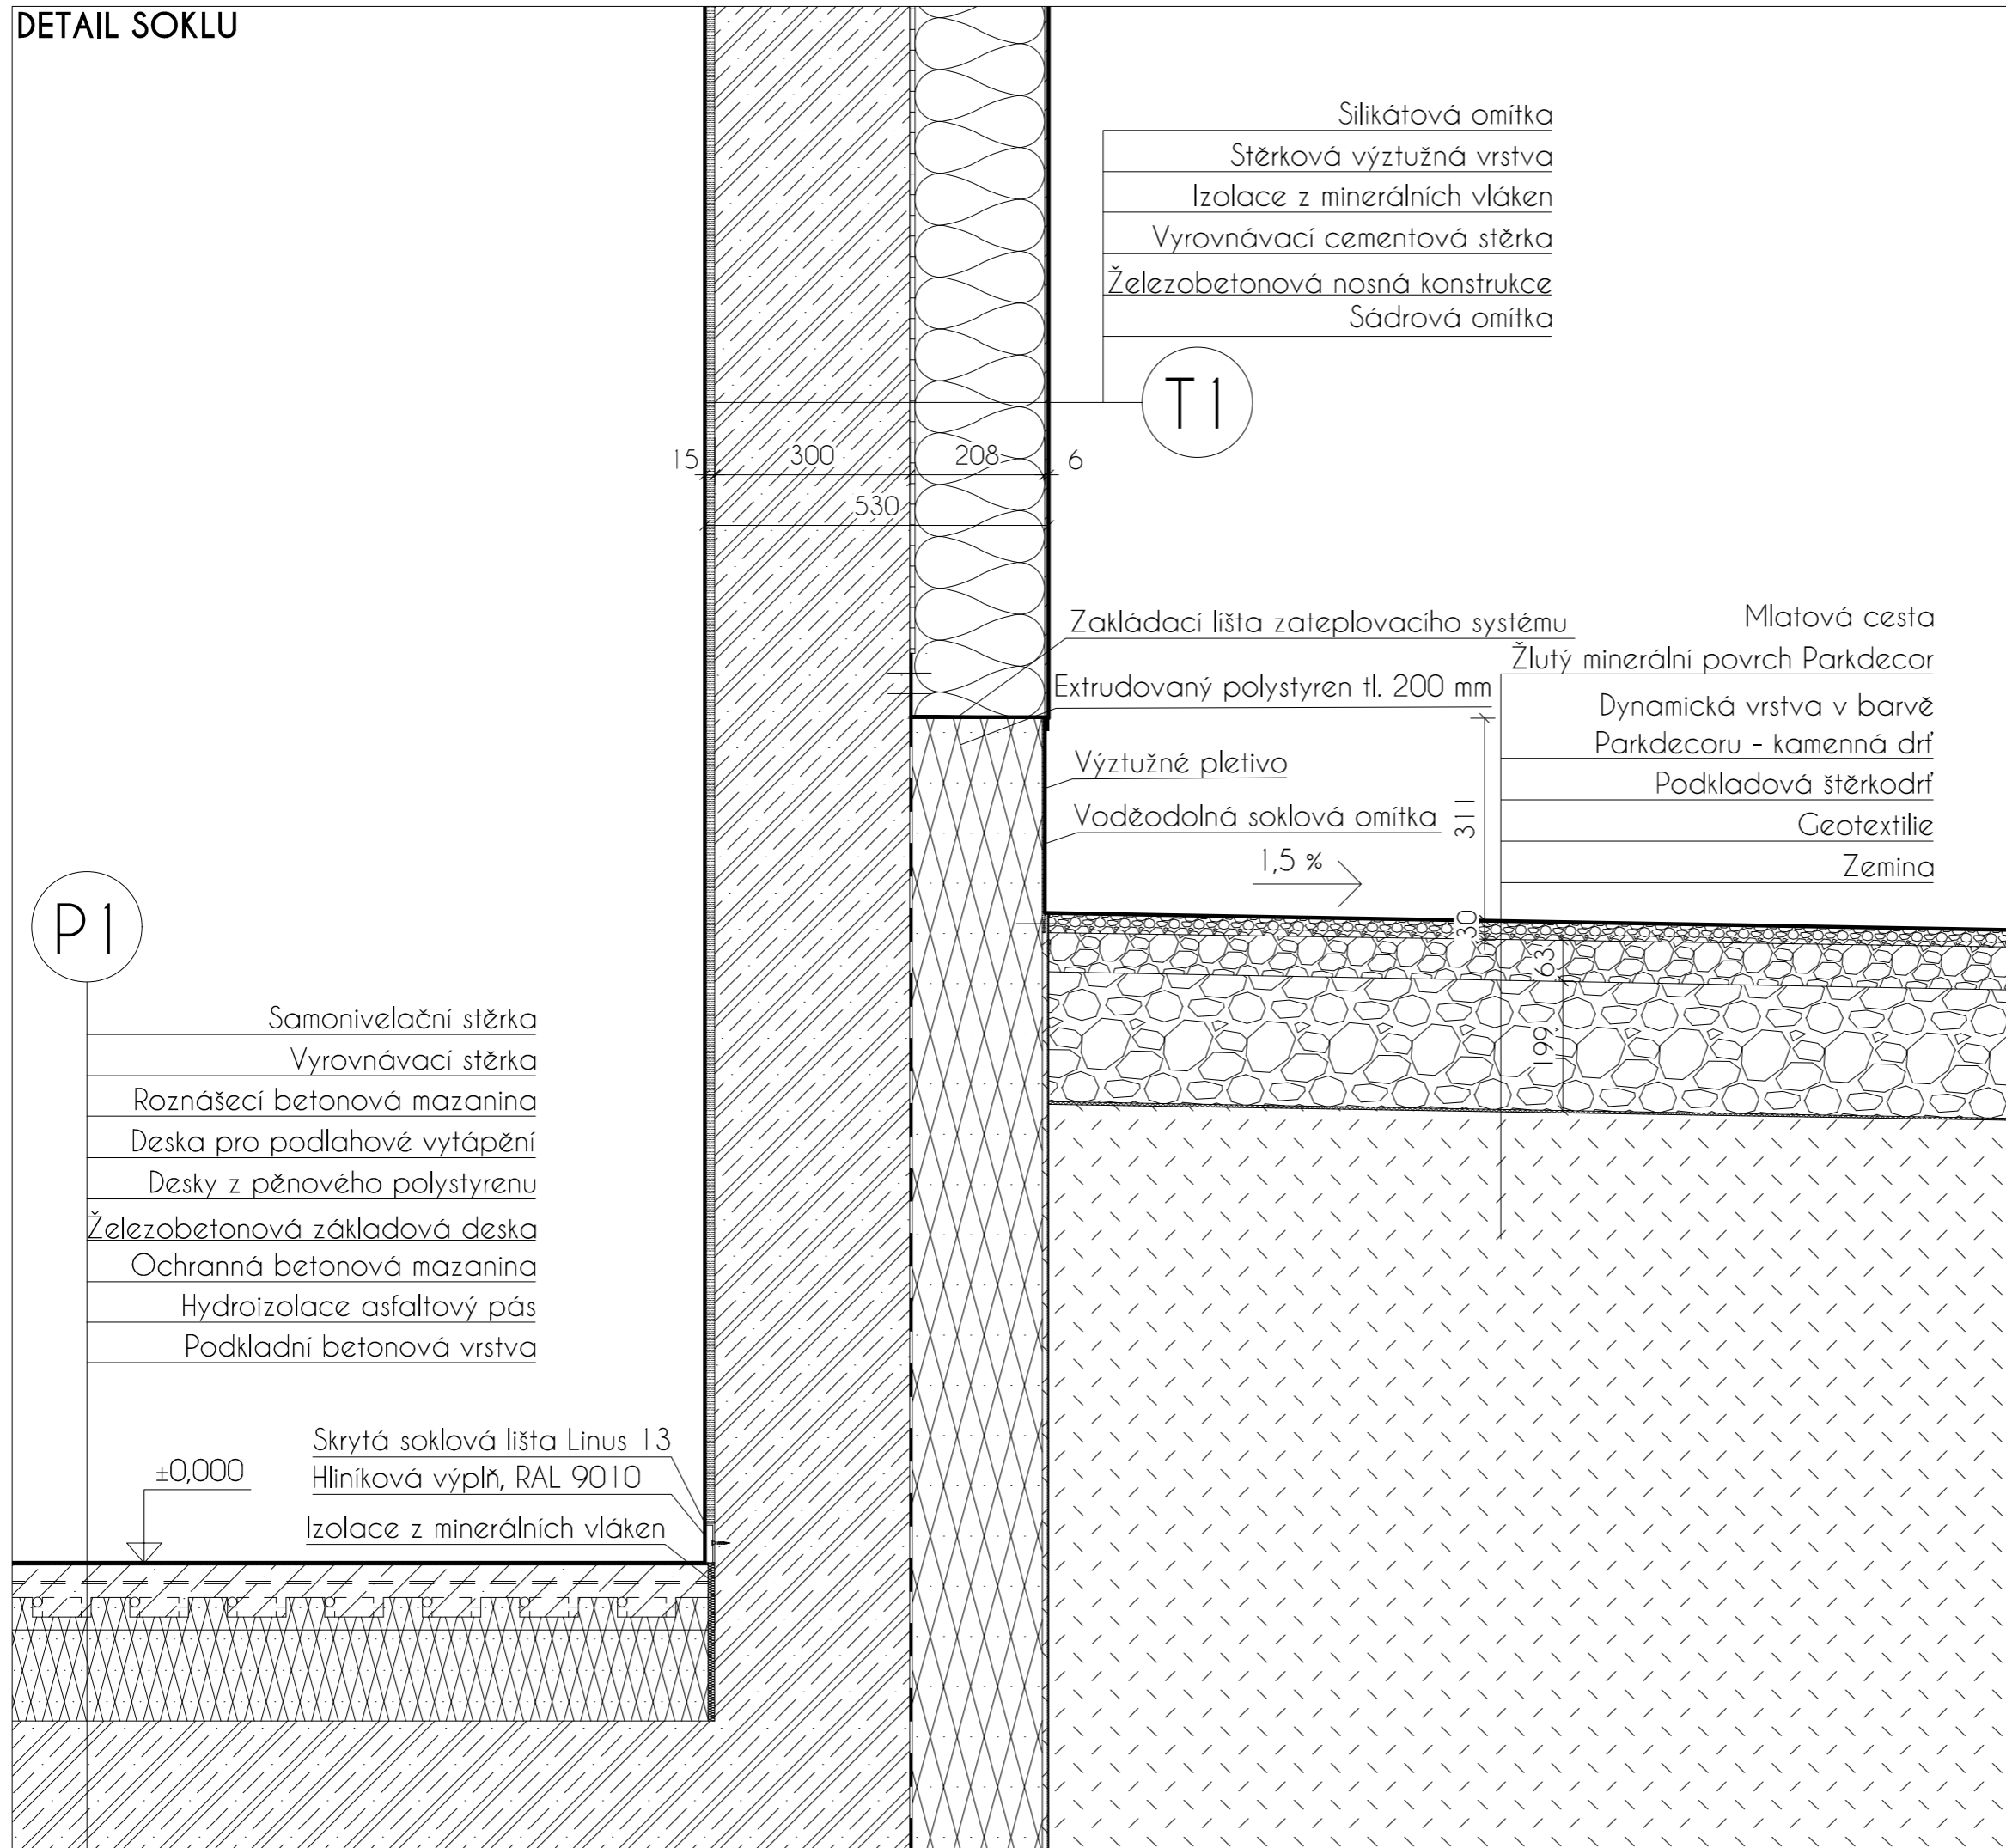 DETAIL SOKLU
Silikátová omítka
Stěrková výztužná vrstva
Izolace z minerálních vláken
Vyrovnávací cementová stěrka
Železobetonová nosná konstrukce
Sádrová omítka
T1
15 300 208 6
530
Zakládací líšta zateplovacího systému
Extrudovaný polystyren tl. 200 mm
Výztužné pletivo
Voděodolná soklová omítka
1,5 %
311
30
63
199
Mlatová cesta
Žlutý minerální povrch Parkdecor
Dynamická vrstva v barvě
Parkdecoru - kamenná drť
Podkladová štěrkodrť
Geotextilie
Zemina
P1
Samonivelační stěrka
Vyrovnávací stěrka
Roznášecí betonová mazanina
Deska pro podlahové vytápění
Desky z pěnového polystyrenu
Železobetonová základová deska
Ochranná betonová mazanina
Hydroizolace asfaltový pás
Podkladní betonová vrstva
Skrytá soklová lišta Linus 13
Hliníková výplň, RAL 9010
Izolace z minerálních vláken
±0,000